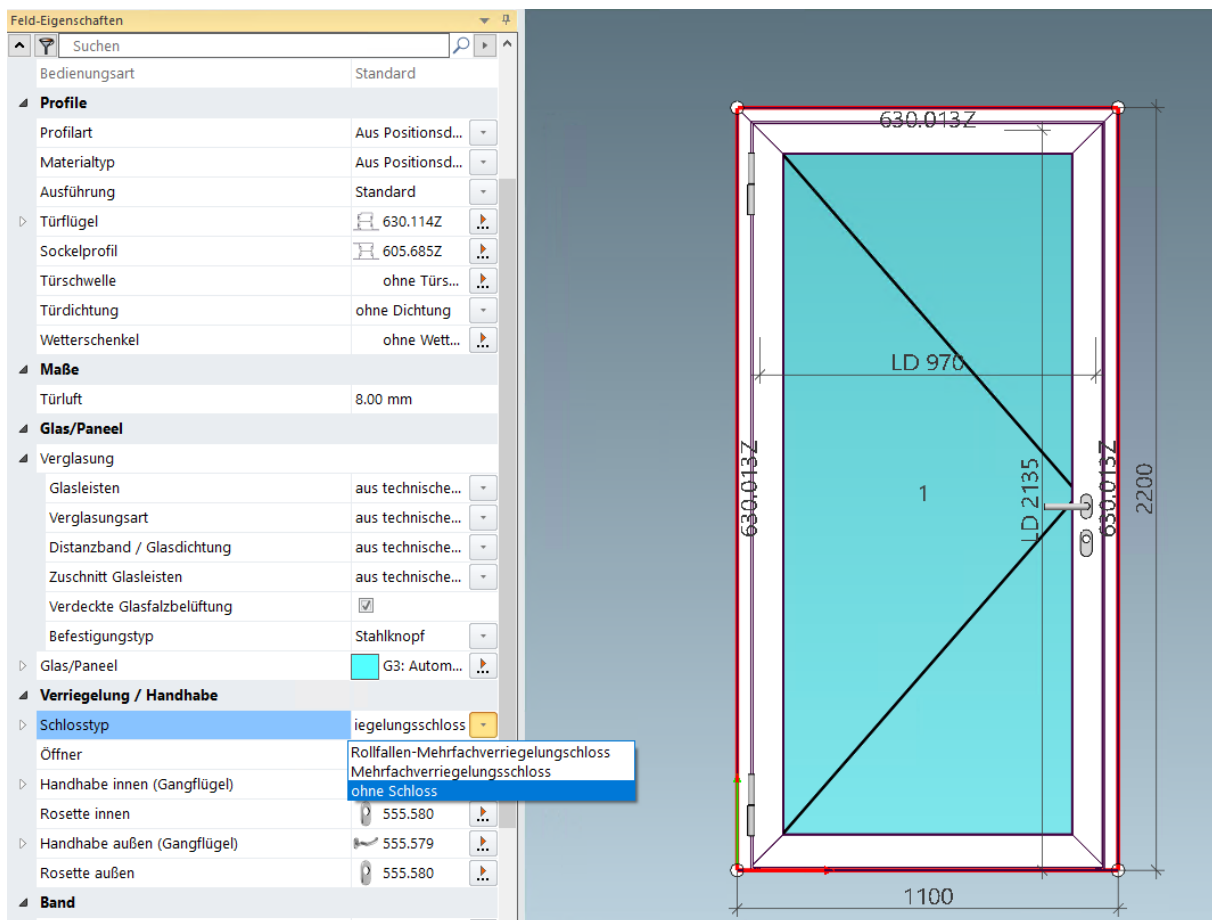 Feld-Eigenschaften
Suchen
Bedienungsart Standard
Profile
Profilart Aus Positionsd...
Materialtyp Aus Positionsd...
Ausführung Standard
Türflügel 630.114Z
Sockelprofil 605.685Z
Türschwelle ohne Türs...
Türdichtung ohne Dichtung
Wetterschenkel ohne Wett...
Maße
Türluft 8.00 mm
Glas/Paneel
Verglasung
Glasleisten aus technische...
Verglasungsart aus technische...
Distanzband / Glasdichtung aus technische...
Zuschnitt Glasleisten aus technische...
Verdeckte Glasfalzbelüftung
Befestigungstyp Stahlknopf
Glas/Paneel G3: Autom...
Verriegelung / Handhabe
Schlosstyp iegelungsschloss
Öffner
Rollfallen-Mehrfachverriegelungschloss
Mehrfachverriegelungsschloss
ohne Schloss
Handhabe innen (Gangflügel)
Rosette innen 555.580
Handhabe außen (Gangflügel) 555.579
Rosette außen 555.580
Band
630.013Z
LD 970
630.013Z
1
LD 2135
630.013Z
2200
1100